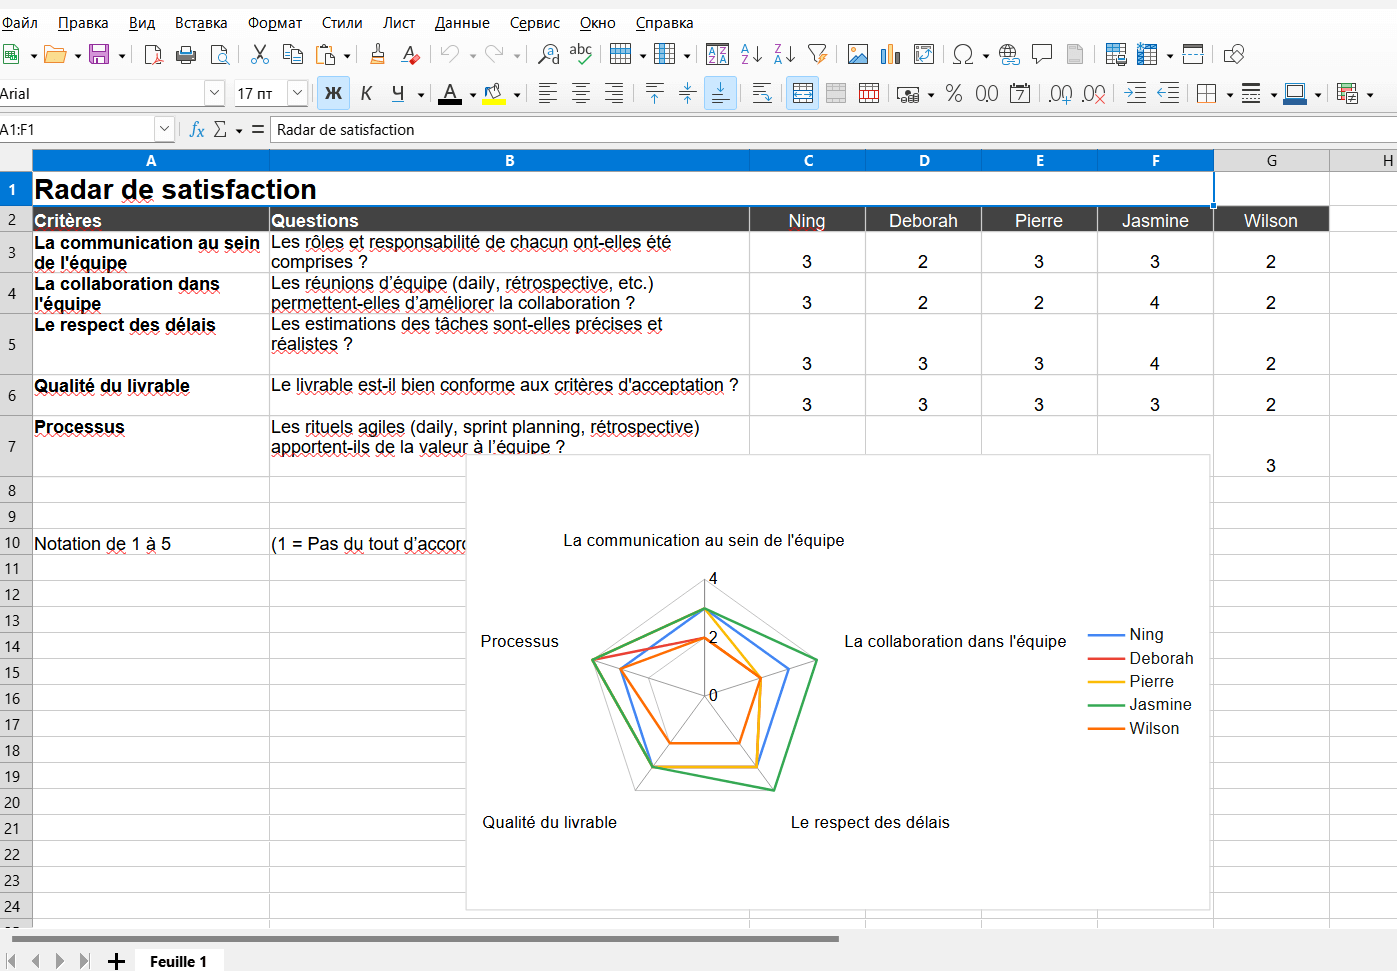 Файл Правка Вид Вставка Формат Стили Лист Данные Сервис Окно Справка
Arial 17 пт Ж К Ч А
A1:F1 Radar de satisfaction
A B C D E F G H
1 Radar de satisfaction
2 Critères Questions Ning Deborah Pierre Jasmine Wilson
La communication au sein Les rôles et responsabilité de chacun ont-elles été
3 de l'équipe comprises ? 3 2 3 3 2
La collaboration dans Les réunions d’équipe (daily, rétrospective, etc.)
4 l'équipe permettent-elles d’améliorer la collaboration ? 3 2 2 4 2
Le respect des délais Les estimations des tâches sont-elles précises et
5 réalistes ? 3 3 3 4 2
6 Qualité du livrable Le livrable est-il bien conforme aux critères d'acceptation ? 3 3 3 3 2
Processus Les rituels agiles (daily, sprint planning, rétrospective)
7 apportent-ils de la valeur à l’équipe ? 3
8
9
10 Notation de 1 à 5 (1 = Pas du tout d’accord
11
12
13
14
15
16
17
18
19
20
21
22
23
24
La communication au sein de l'équipe
4
2
0
Processus
La collaboration dans l'équipe
Qualité du livrable
Le respect des délais
Ning
Deborah
Pierre
Jasmine
Wilson
Feuille 1